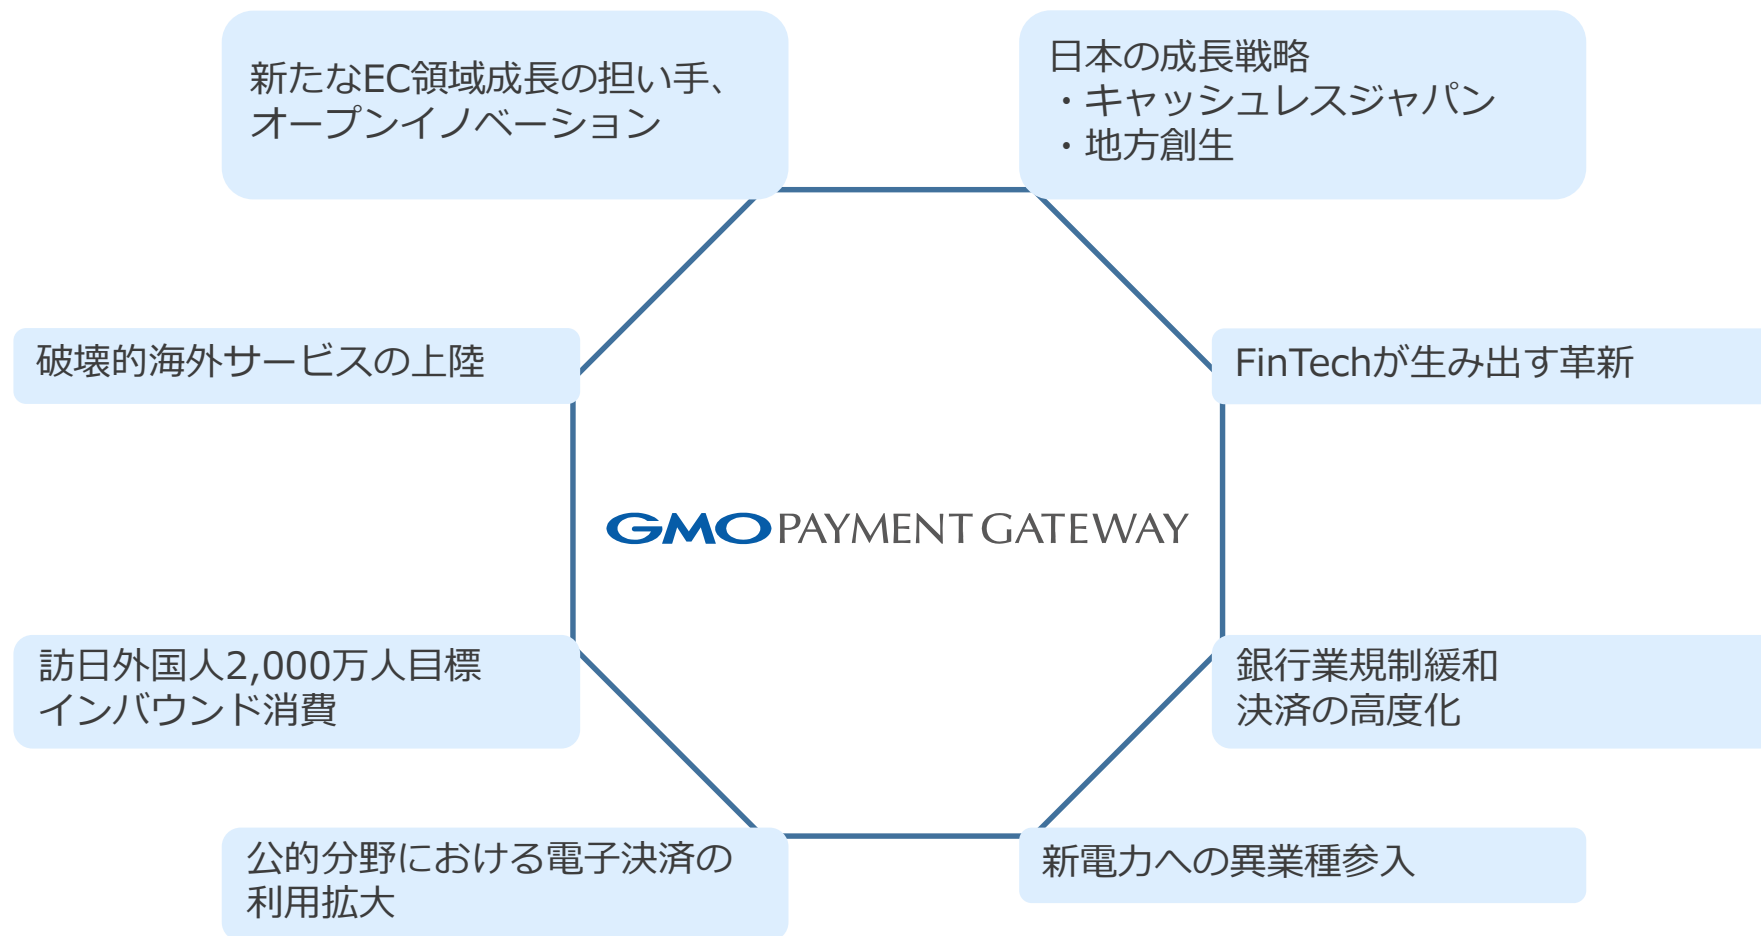 新たなEC領域成長の担い手、
オープンイノベーション
日本の成長戦略
・キャッシュレスジャパン
・地方創生
破壊的海外サービスの上陸
FinTechが生み出す革新
GMO PAYMENT GATEWAY
訪日外国人2,000万人目標
インバウンド消費
銀行業規制緩和
決済の高度化
公的分野における電子決済の
利用拡大
新電力への異業種参入